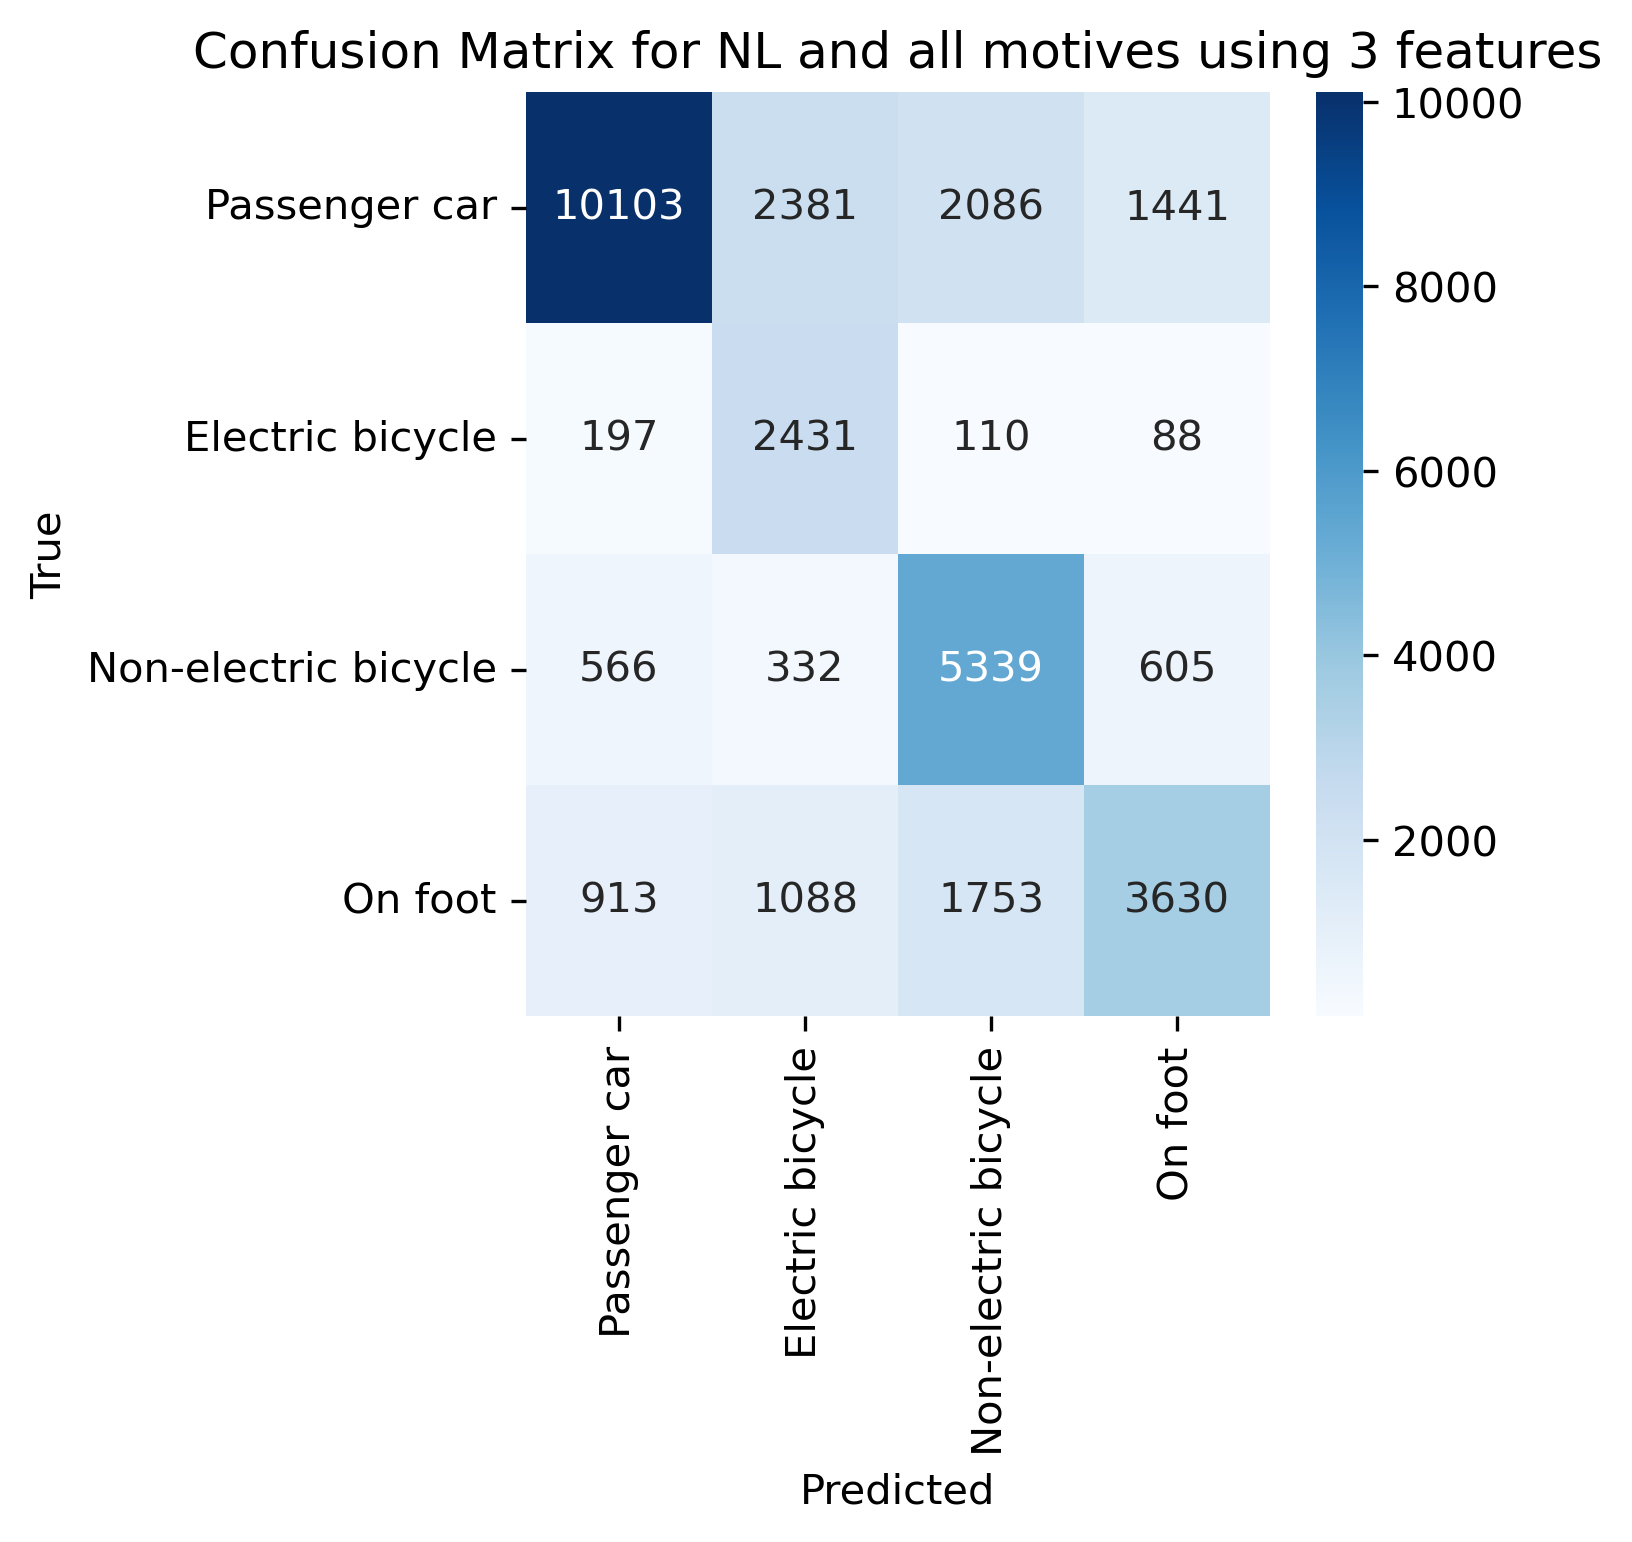 Confusion Matrix for NL and all motives using 3 features
Passenger car 10103 2381 2086 1441
Electric bicycle 197 2431 110 88
Non-electric bicycle 566 332 5339 605
On foot 913 1088 1753 3630
True
Passenger car
Electric bicycle
Non-electric bicycle
On foot
Predicted
10000
8000
6000
4000
2000